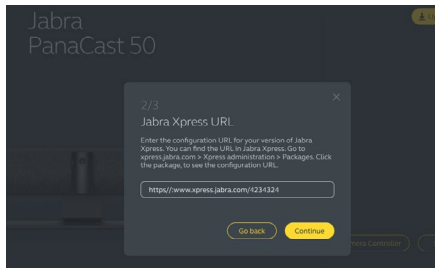 Jabra
PanaCast 50
2/3
Jabra Xpress URL
Enter the configuration URL for your version of Jabra
Xpress. You can find the URL in Jabra Xpress. Go to
xpress.jabra.com > Xpress administration > Packages. Click
the package, to see the configuration URL.
https//:www.xpress.jabra.com/4234324
Go back
Continue
Controller